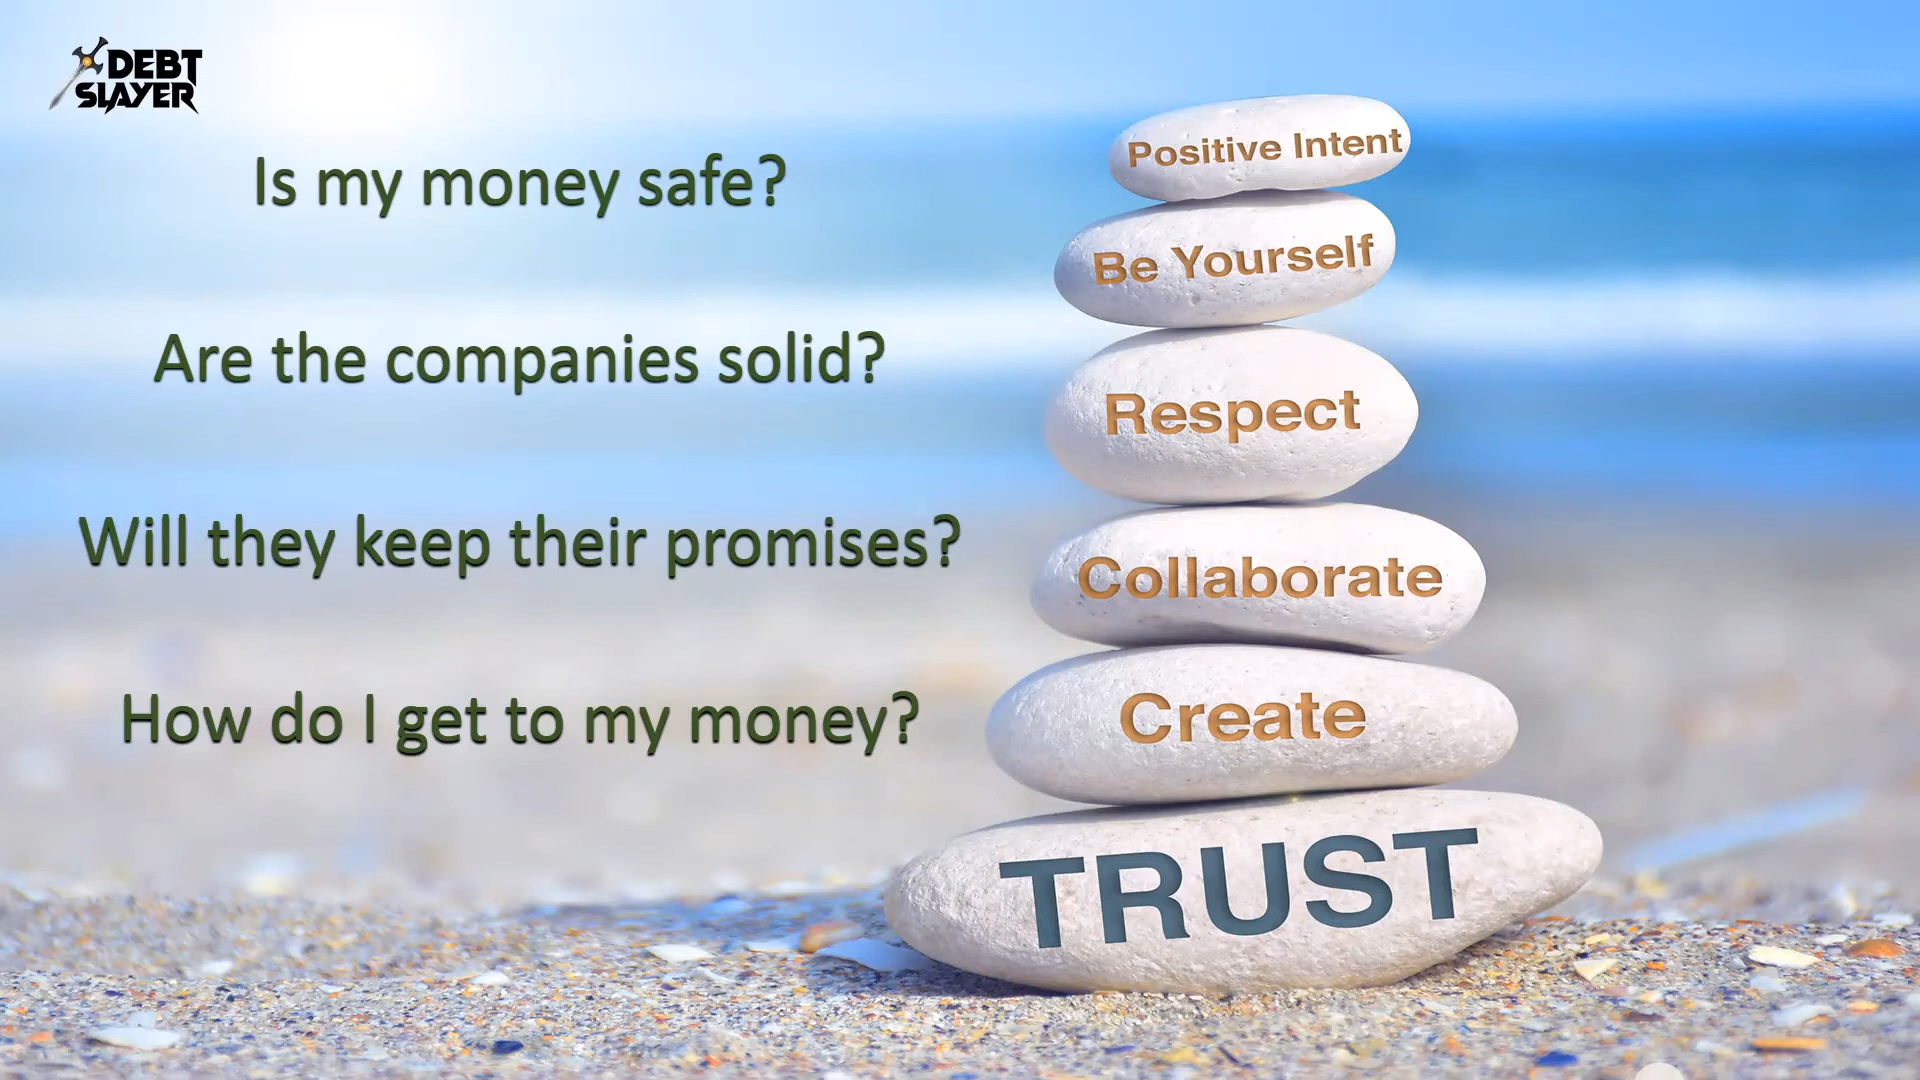 DEBT
SLAYER
Is my money safe?
Are the companies solid?
Will they keep their promises?
How do I get to my money?
Positive Intent
Be Yourself
Respect
Collaborate
Create
TRUST